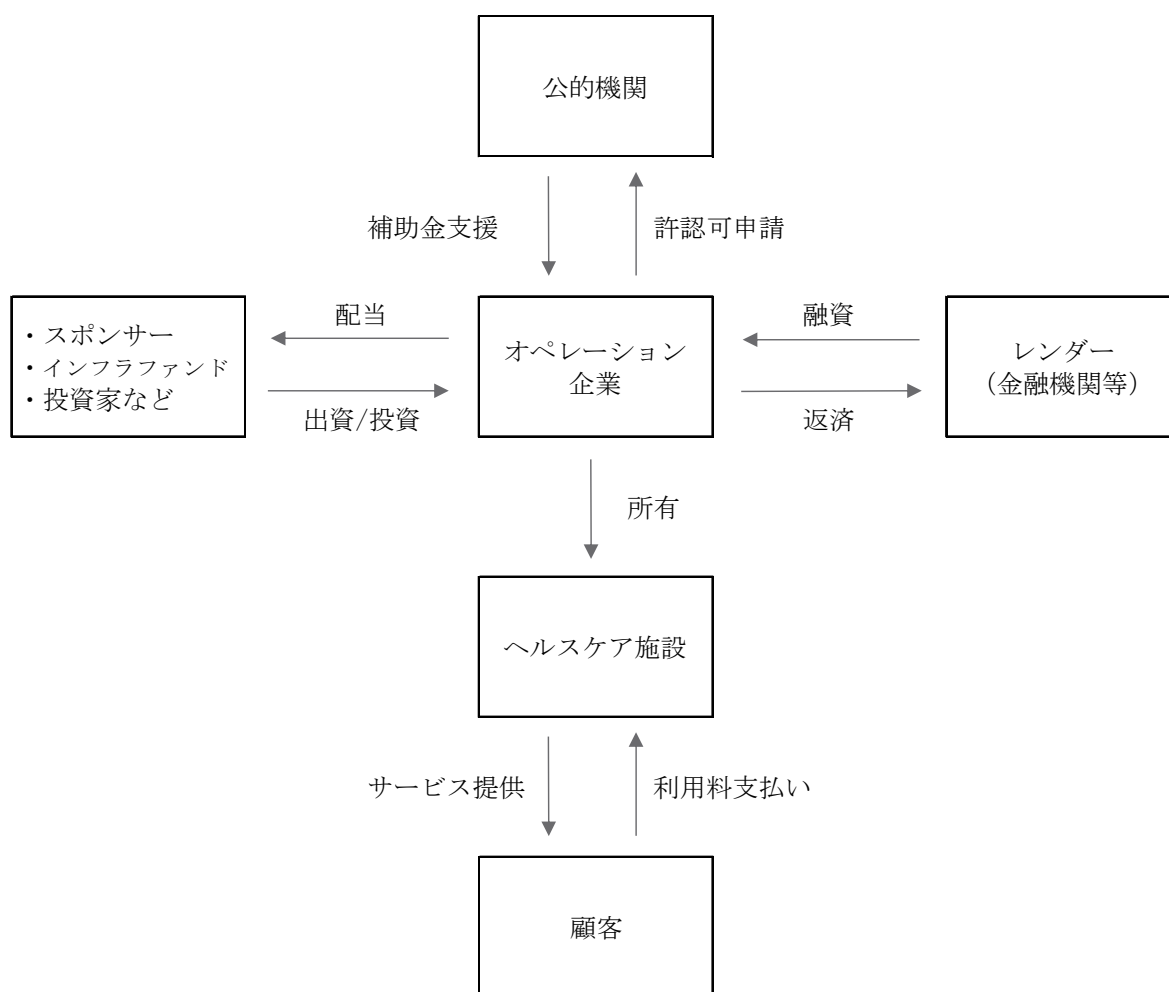 公的機関
補助金支援
許認可申請
・スポンサー
・インフラファンド
・投資家など
配当
出資/投資
オペレーション
企業
融資
返済
レンダー
(金融機関等)
所有
ヘルスケア施設
サービス提供
利用料支払い
顧客